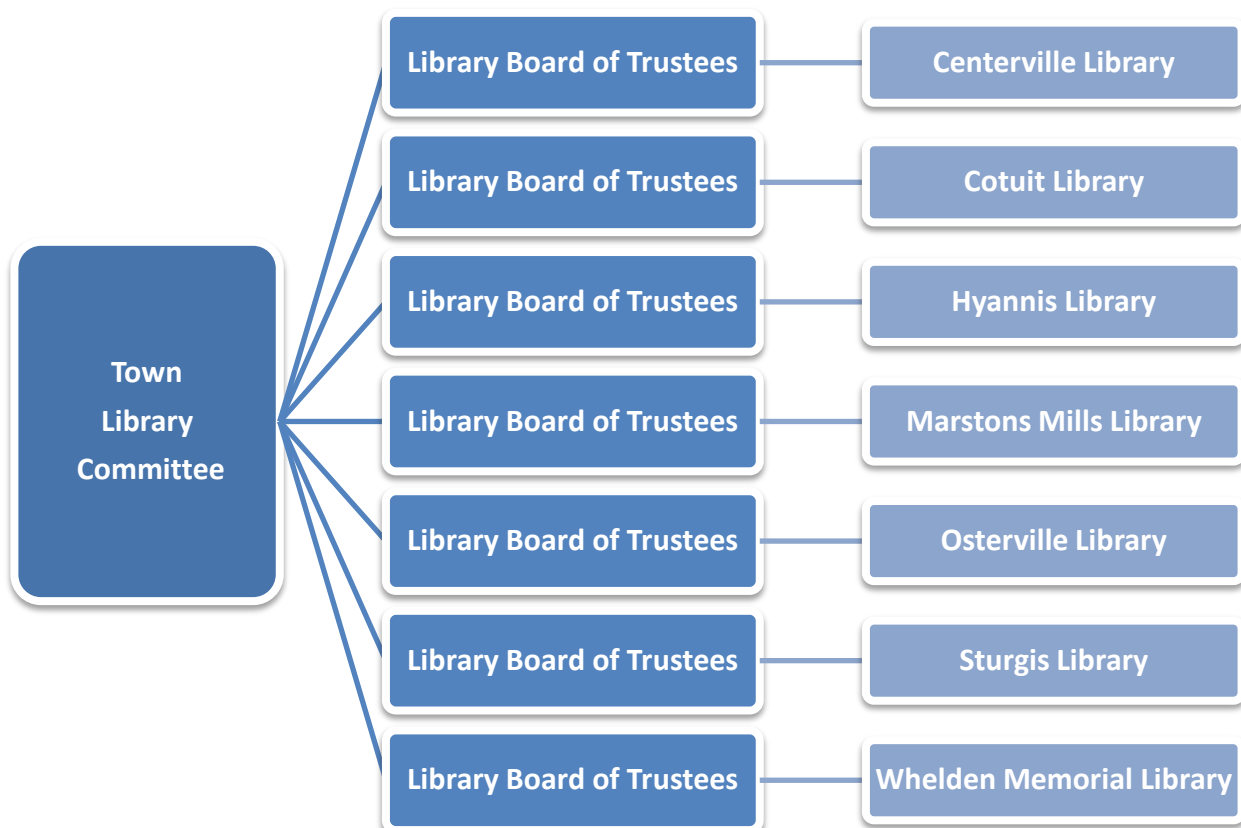 Library Board of Trustees
Centerville Library
Library Board of Trustees
Cotuit Library
Library Board of Trustees
Hyannis Library
Town
Library
Committee
Library Board of Trustees
Marstons Mills Library
Library Board of Trustees
Osterville Library
Library Board of Trustees
Sturgis Library
Library Board of Trustees
Whelden Memorial Library